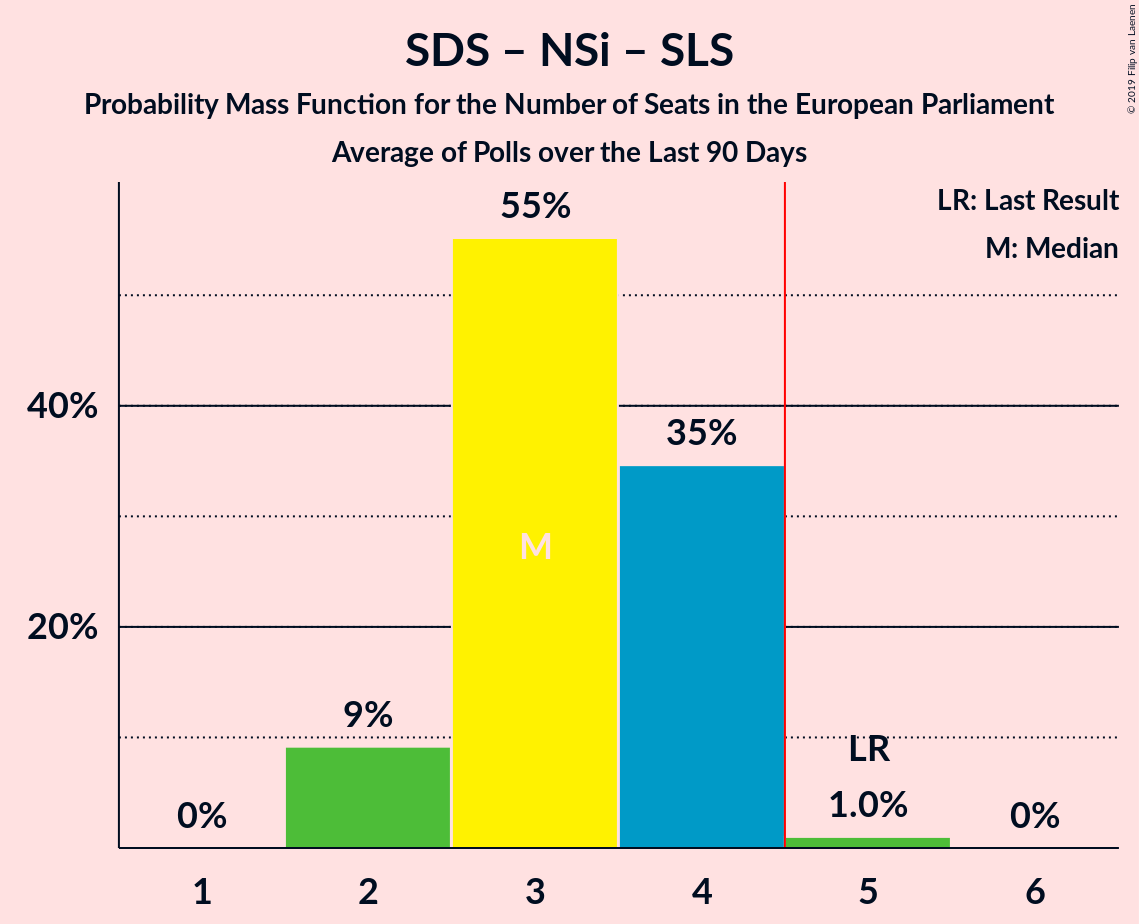 SDS – NSi – SLS
Probability Mass Function for the Number of Seats in the European Parliament
Average of Polls over the Last 90 Days
© 2019 Filip van Laenen
LR: Last Result
M: Median
55%
40%
35%
M
20%
9%
LR
0%
1.0%
0%
1 2 3 4 5 6